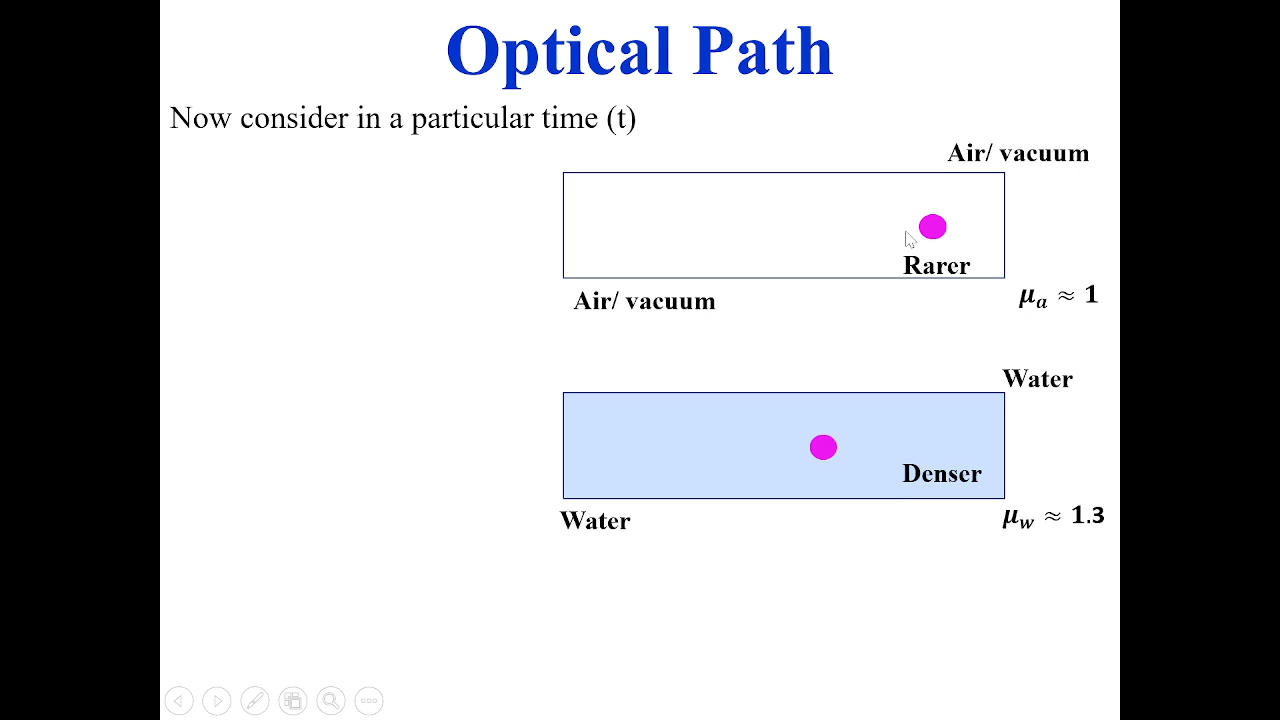 Optical Path
Now consider in a particular time (t)
Air/ vacuum
Rarer
Air/ vacuum
μₐ ≈ 1
Water
Denser
Water
μ_w ≈ 1.3